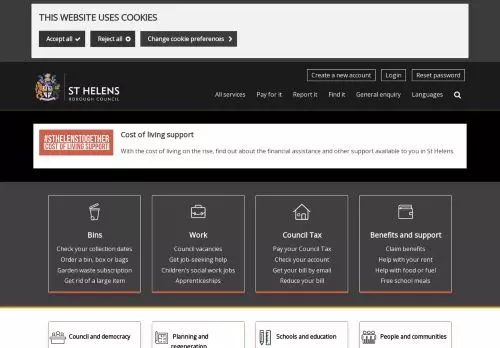 THIS WEBSITE USES COOKIES
Accept all
Reject all
Change cookie preferences
Create a new account
Login
Reset password
ST HELENS
BOROUGH COUNCIL
All services
Pay for it
Report it
Find it
General enquiry
Languages
#STHELENSTOGETHER
COST OF LIVING SUPPORT
Cost of living support
With the cost of living on the rise, find out about the financial assistance and other support available to you in St Helens
Bins
Check your collection dates
Order a bin, box or bags
Garden waste subscription
Get rid of a large item
Work
Council vacancies
Get job-seeking help
Children's social work jobs
Apprenticeships
Council Tax
Pay your Council Tax
Check your account
Get your bill by email
Reduce your bill
Benefits and support
Claim benefits
Help with your rent
Help with food or fuel
Free school meals
Council and democracy
Planning and
regeneration
Schools and education
People and communities